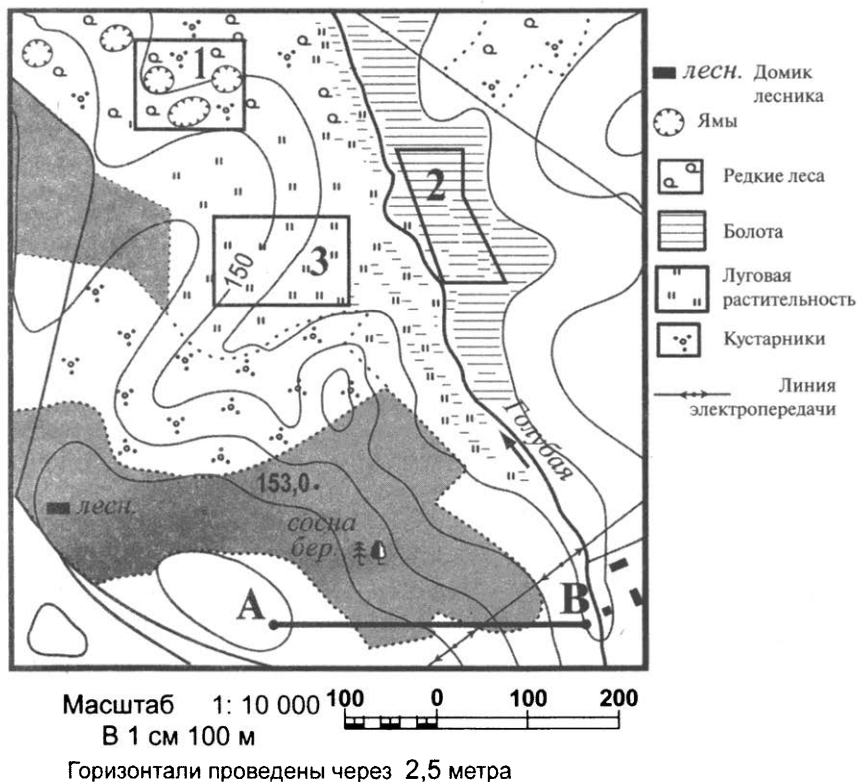 1
2
3
150
Голубая
153,0
лесн.
сосна
бер.
А
В
лесн. Домик
лесника
Ямы
Редкие леса
Болота
Луговая
растительность
Кустарники
Линия
электропередачи
Масштаб 1: 10 000
В 1 см 100 м
100 0 100 200
Горизонтали проведены через 2,5 метра